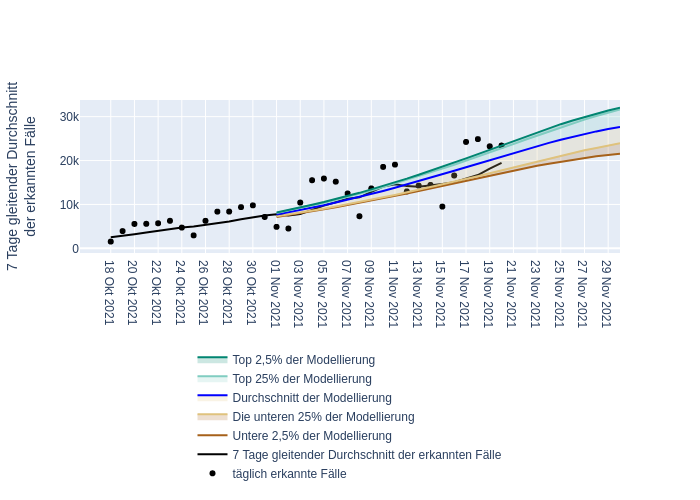 7 Tage gleitender Durchschnitt
der erkannten Fälle
30k
20k
10k
0
18 Okt 2021
20 Okt 2021
22 Okt 2021
24 Okt 2021
26 Okt 2021
28 Okt 2021
30 Okt 2021
01 Nov 2021
03 Nov 2021
05 Nov 2021
07 Nov 2021
09 Nov 2021
11 Nov 2021
13 Nov 2021
15 Nov 2021
17 Nov 2021
19 Nov 2021
21 Nov 2021
23 Nov 2021
25 Nov 2021
27 Nov 2021
29 Nov 2021
Top 2,5% der Modellierung
Top 25% der Modellierung
Durchschnitt der Modellierung
Die unteren 25% der Modellierung
Untere 2,5% der Modellierung
7 Tage gleitender Durchschnitt der erkannten Fälle
täglich erkannte Fälle